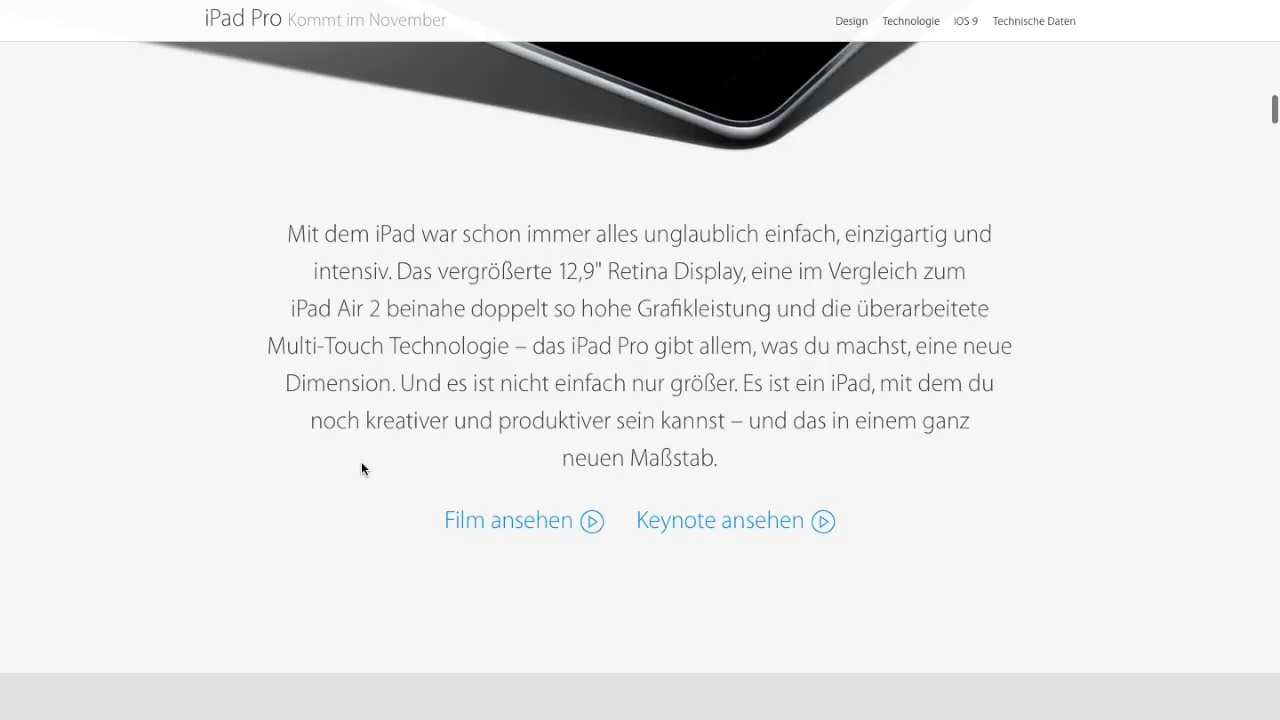 iPad Pro Kommt im November
Design Technologie iOS 9 Technische Daten
Mit dem iPad war schon immer alles unglaublich einfach, einzigartig und
intensiv. Das vergrößerte 12,9" Retina Display, eine im Vergleich zum
iPad Air 2 beinahe doppelt so hohe Grafikleistung und die überarbeitete
Multi-Touch Technologie – das iPad Pro gibt allem, was du machst, eine neue
Dimension. Und es ist nicht einfach nur größer. Es ist ein iPad, mit dem du
noch kreativer und produktiver sein kannst – und das in einem ganz
neuen Maßstab.
Film ansehen Keynote ansehen